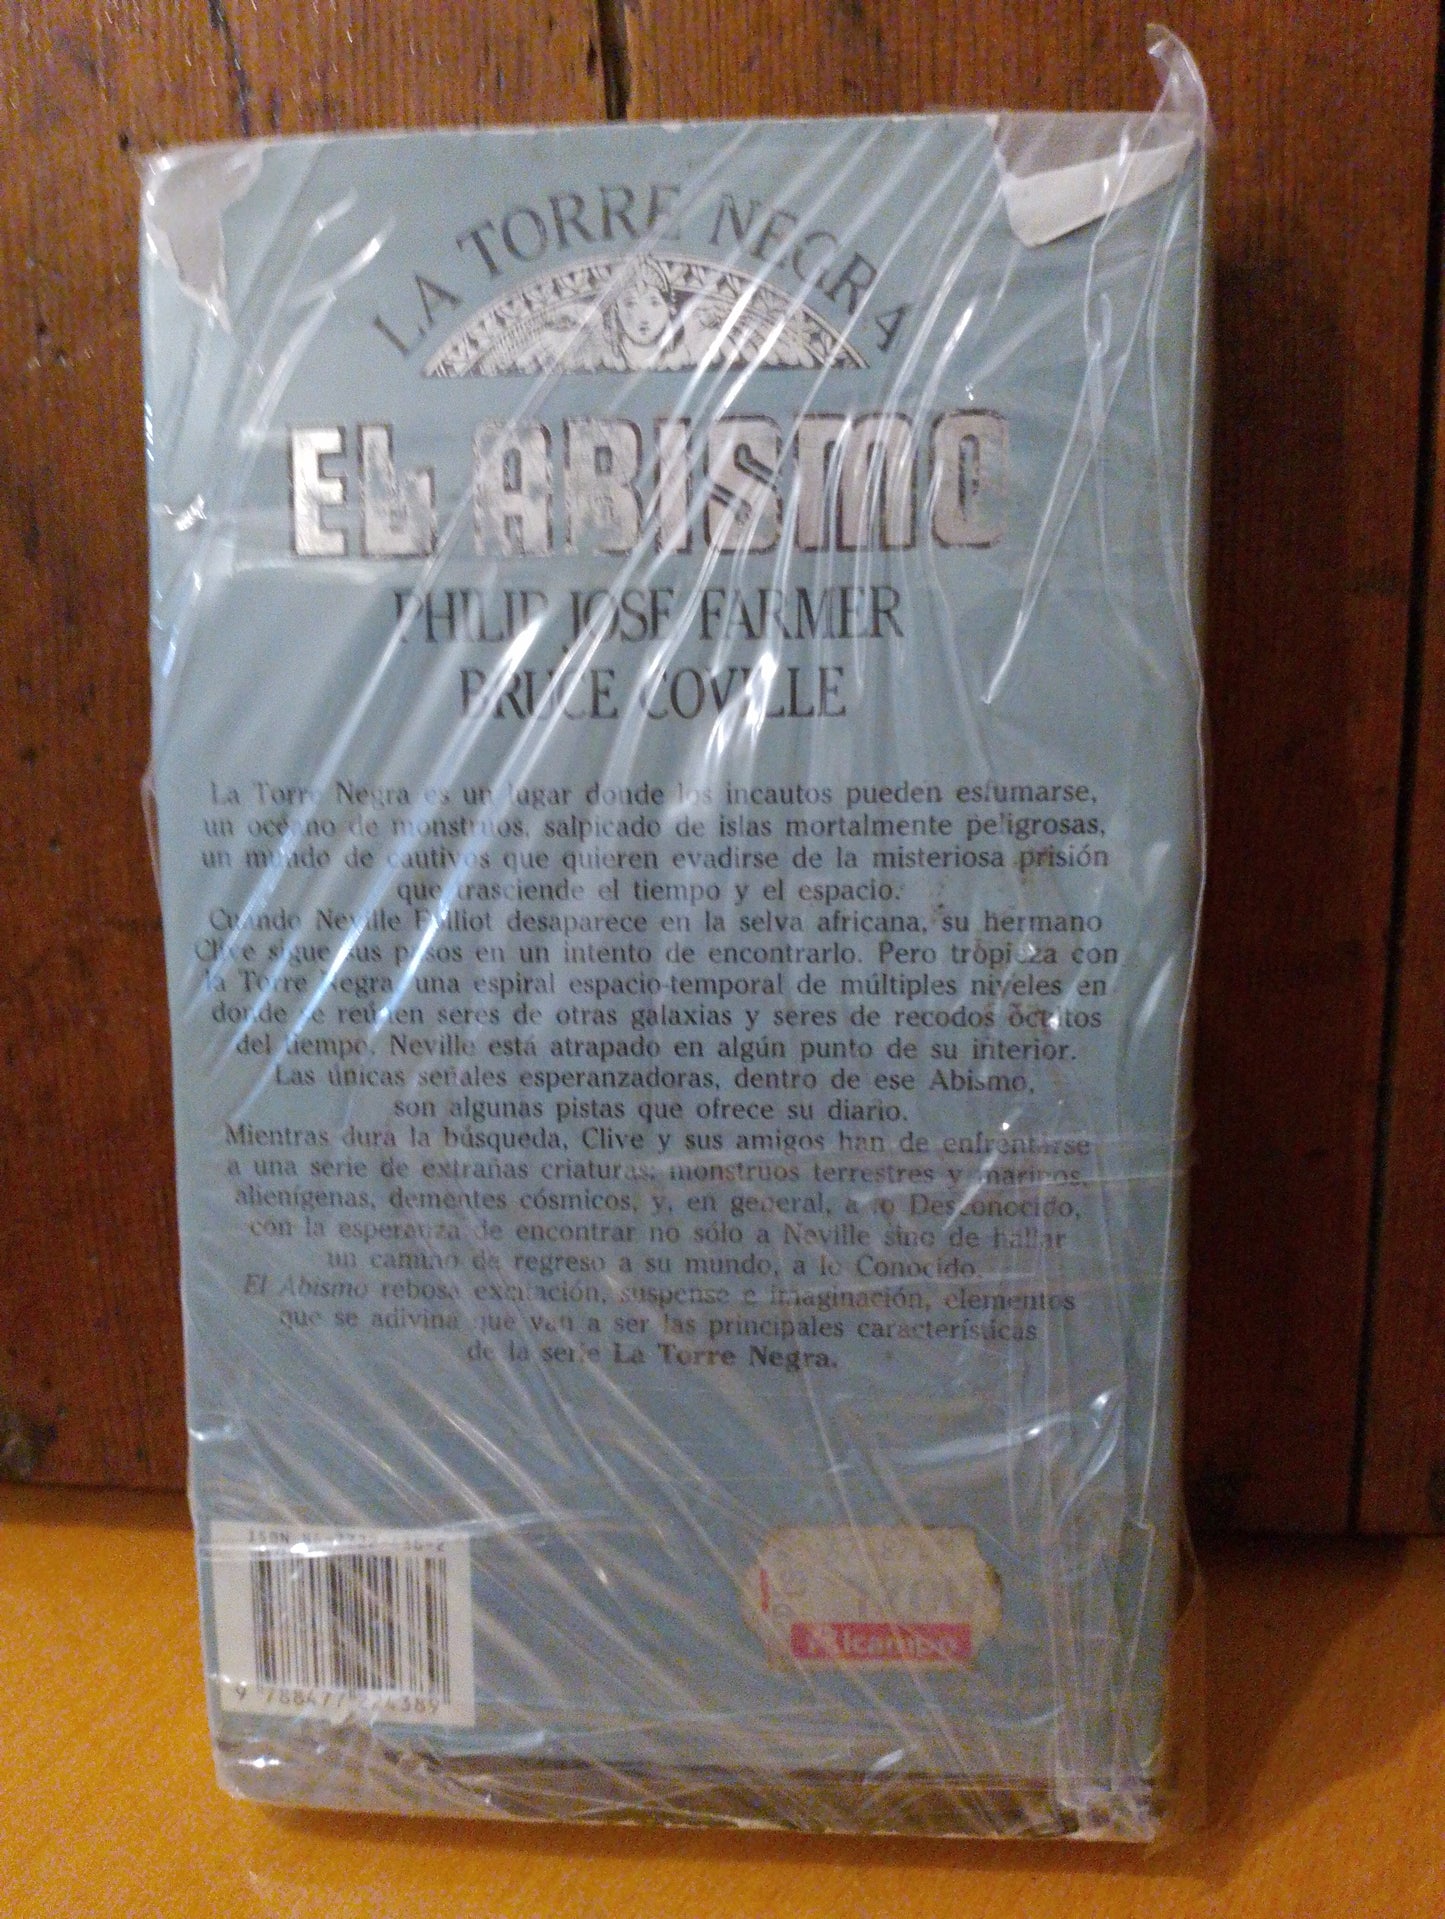 LA TORRE NEGRA
EL ABISMO
PHILIP JOSE FARMER
BRUCE COVILLE
La Torre Negra es un lugar donde los incautos pueden esfumarse,
un océano de monstruos, salpicado de islas mortalmente peligrosas,
un mundo de cautivos que quieren evadirse de la misteriosa prisión
que trasciende el tiempo y el espacio.
Cuando Neville Folliot desaparece en la selva africana, su hermano
Clive sigue sus pasos en un intento de encontrarlo. Pero tropieza con
la Torre Negra, una espiral espacio-temporal de múltiples niveles en
donde se reúnen seres de otras galaxias y seres de recodos ocultos
del tiempo. Neville está atrapado en algún punto de su interior.
Las únicas señales esperanzadoras, dentro de ese Abismo,
son algunas pistas que ofrece su diario.
Mientras dura la búsqueda, Clive y sus amigos han de enfrentarse
a una serie de extrañas criaturas: monstruos terrestres y marinos,
alienígenas, dementes cósmicos, y, en general, a lo Desconocido,
con la esperanza de encontrar no sólo a Neville sino de hallar
un camino de regreso a su mundo, a lo Conocido.
El Abismo rebosa excitación, suspense e imaginación, elementos
que se adivina que van a ser las principales características
de la serie La Torre Negra.
ISBN
Alcampo